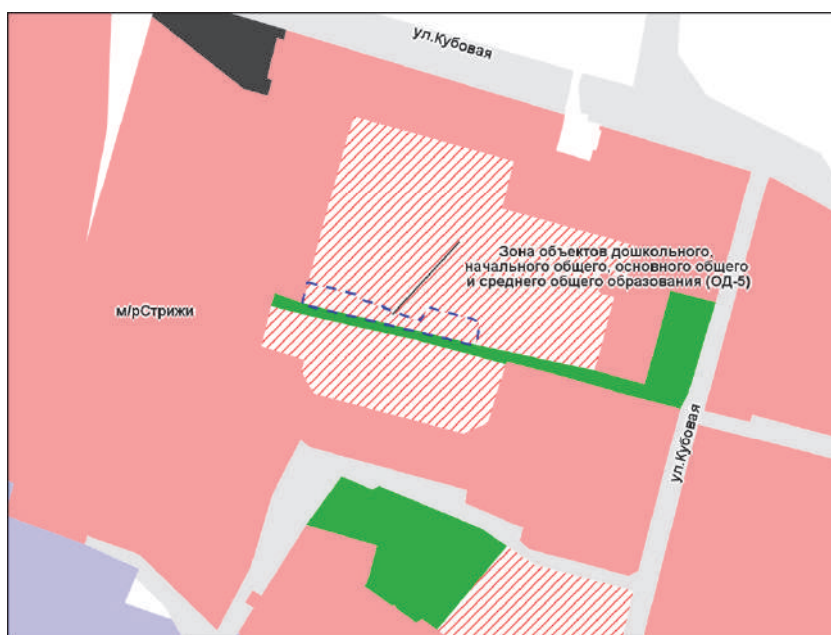 ул.Кубовая
Зона объектов дошкольного,
начального общего, основного общего
и среднего общего образования (ОД-5)
м/рСтрижи
ул.Кубовая